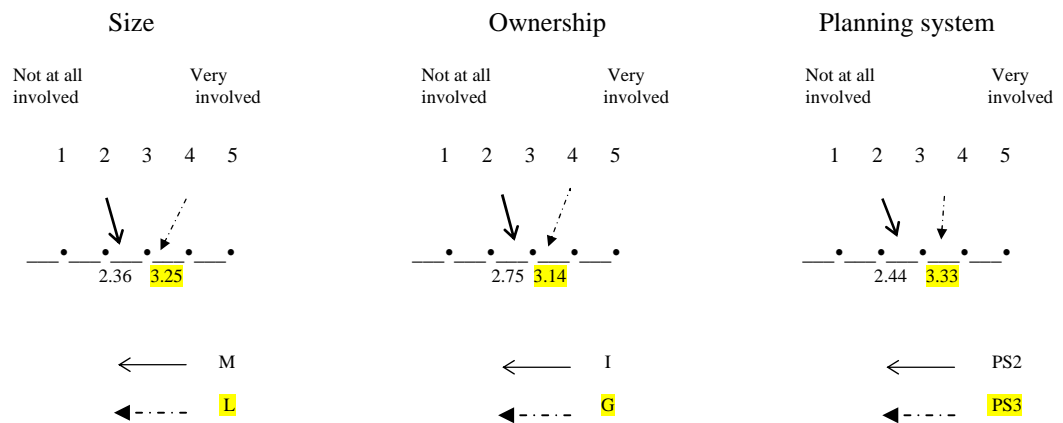 Size Ownership Planning system
Not at all Very Not at all Very Not at all Very
involved involved involved involved involved involved
1 2 3 4 5 1 2 3 4 5 1 2 3 4 5
2.36 3.25 2.75 3.14 2.44 3.33
M I PS2
L G PS3